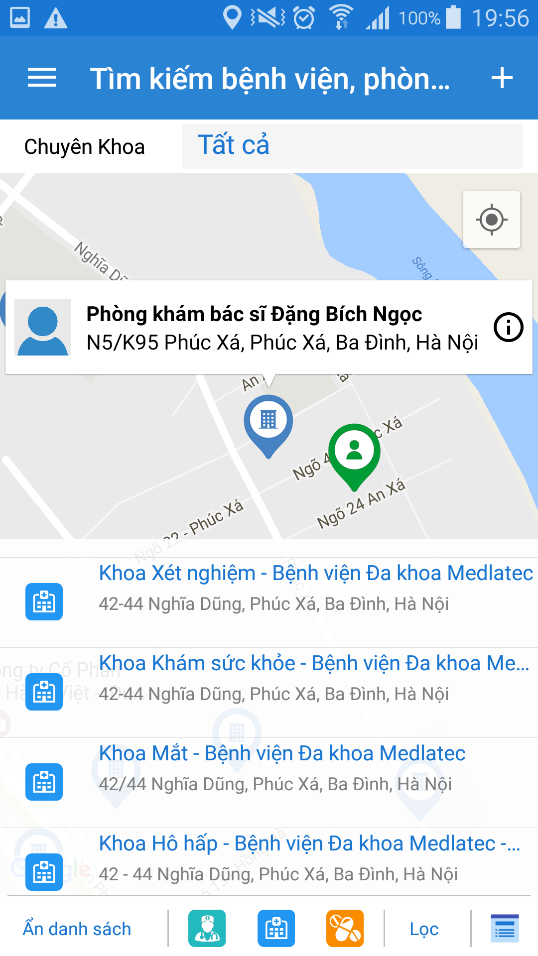 100% 19:56
Tìm kiếm bệnh viện, phòn...
Chuyên Khoa Tất cả
Nghĩa Dũ
Sông
Phòng khám bác sĩ Đặng Bích Ngọc
N5/K95 Phúc Xá, Phúc Xá, Ba Đình, Hà Nội
An
Ngõ 4 c Xá
Ngõ 24 An Xá
Ngõ 22 - Phúc Xá
Khoa Xét nghiệm - Bệnh viện Đa khoa Medlatec
42-44 Nghĩa Dũng, Phúc Xá, Ba Đình, Hà Nội
Khoa Khám sức khỏe - Bệnh viện Đa khoa Me...
42-44 Nghĩa Dũng, Phúc Xá, Ba Đình, Hà Nội
Khoa Mắt - Bệnh viện Đa khoa Medlatec
42/44 Nghĩa Dũng, Phúc Xá, Ba Đình, Hà Nội
Khoa Hô hấp - Bệnh viện Đa khoa Medlatec -...
42 - 44 Nghĩa Dũng, Phúc Xá, Ba Đình, Hà Nội
Ẩn danh sách Lọc